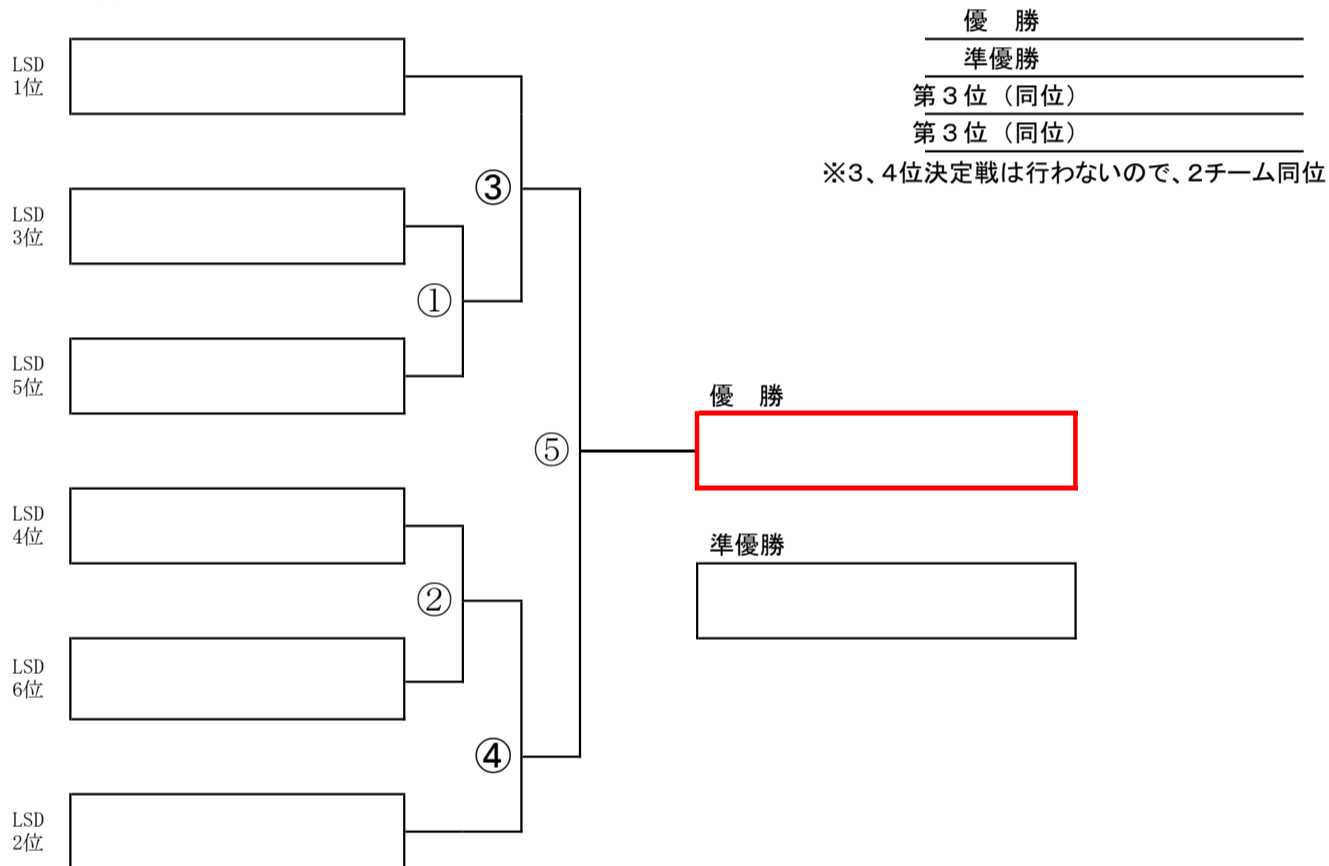 優　勝
準優勝
第３位（同位）
第３位（同位）
※3、4位決定戦は行わないので、2チーム同位
LSD
1位
③
LSD
3位
①
LSD
5位
優　勝
⑤
LSD
4位
準優勝
②
LSD
6位
④
LSD
2位